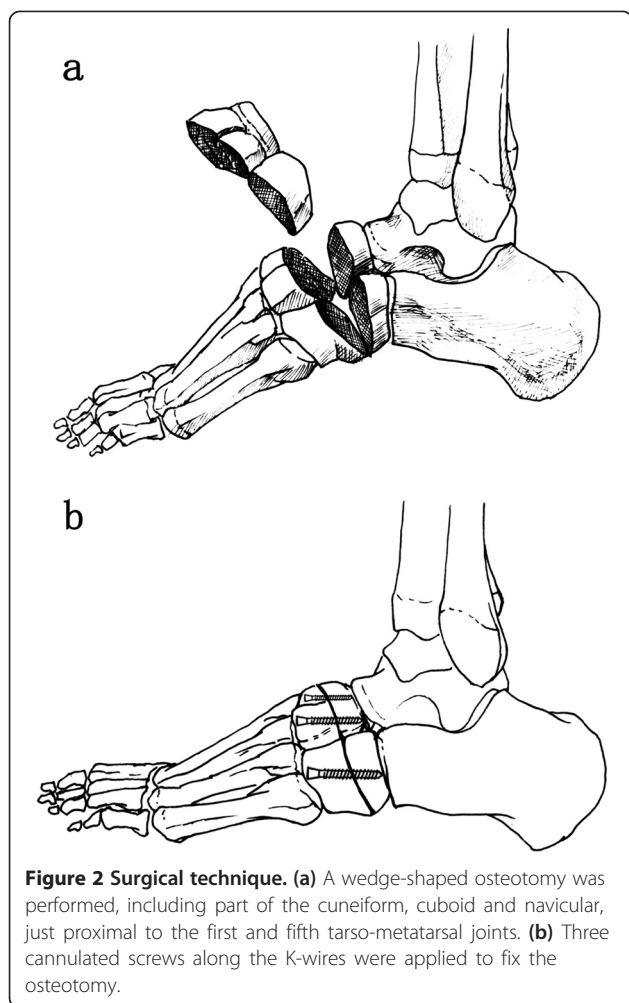 a
b
Figure 2 Surgical technique. (a) A wedge-shaped osteotomy was
performed, including part of the cuneiform, cuboid and navicular,
just proximal to the first and fifth tarso-metatarsal joints. (b) Three
cannulated screws along the K-wires were applied to fix the
osteotomy.